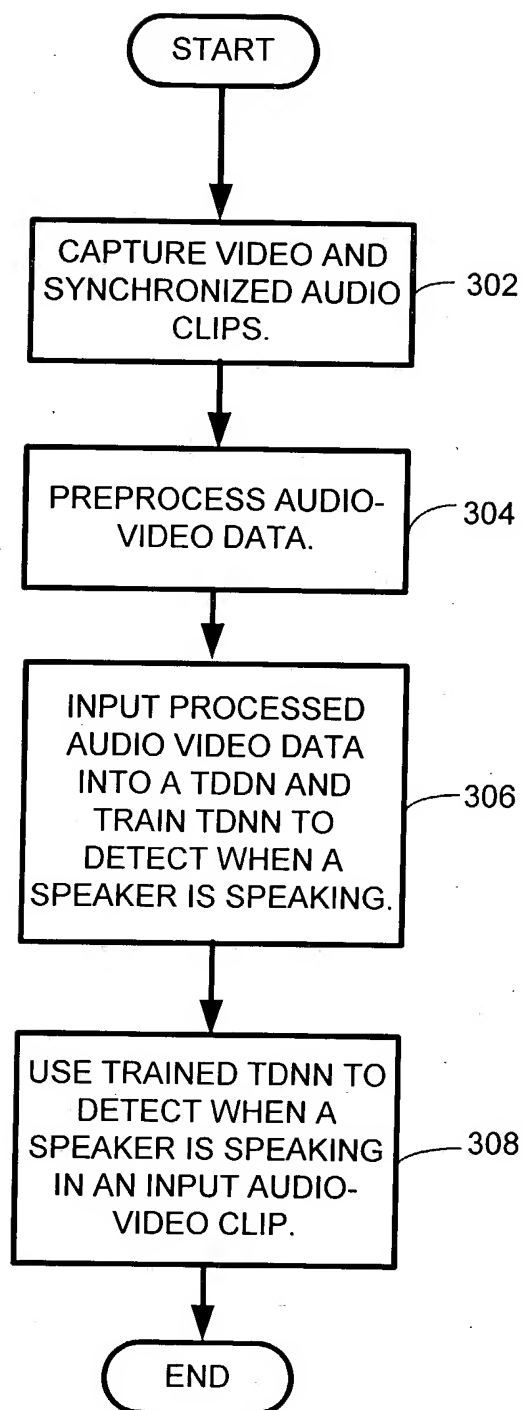 START
CAPTURE VIDEO AND
SYNCHRONIZED AUDIO
CLIPS.
302
PREPROCESS AUDIO-
VIDEO DATA.
304
INPUT PROCESSED
AUDIO VIDEO DATA
INTO A TDDN AND
TRAIN TDNN TO
DETECT WHEN A
SPEAKER IS SPEAKING.
306
USE TRAINED TDNN TO
DETECT WHEN A
SPEAKER IS SPEAKING
IN AN INPUT AUDIO-
VIDEO CLIP.
308
END